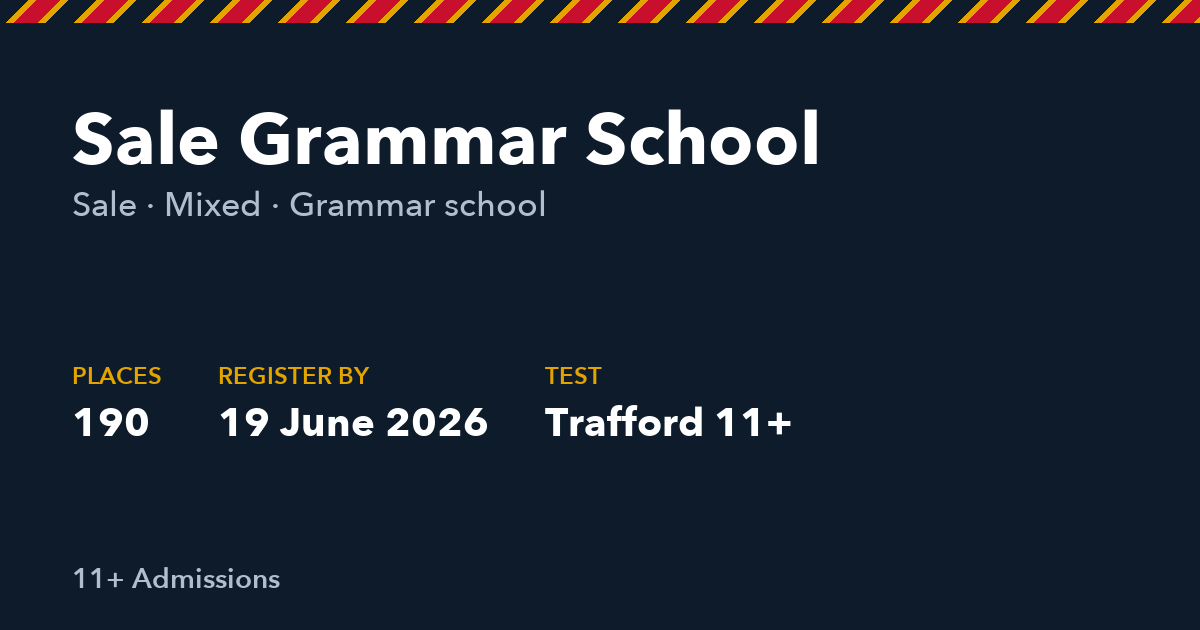 Sale Grammar School
Sale · Mixed · Grammar school
PLACES REGISTER BY TEST
190 19 June 2026 Trafford 11+
11+ Admissions